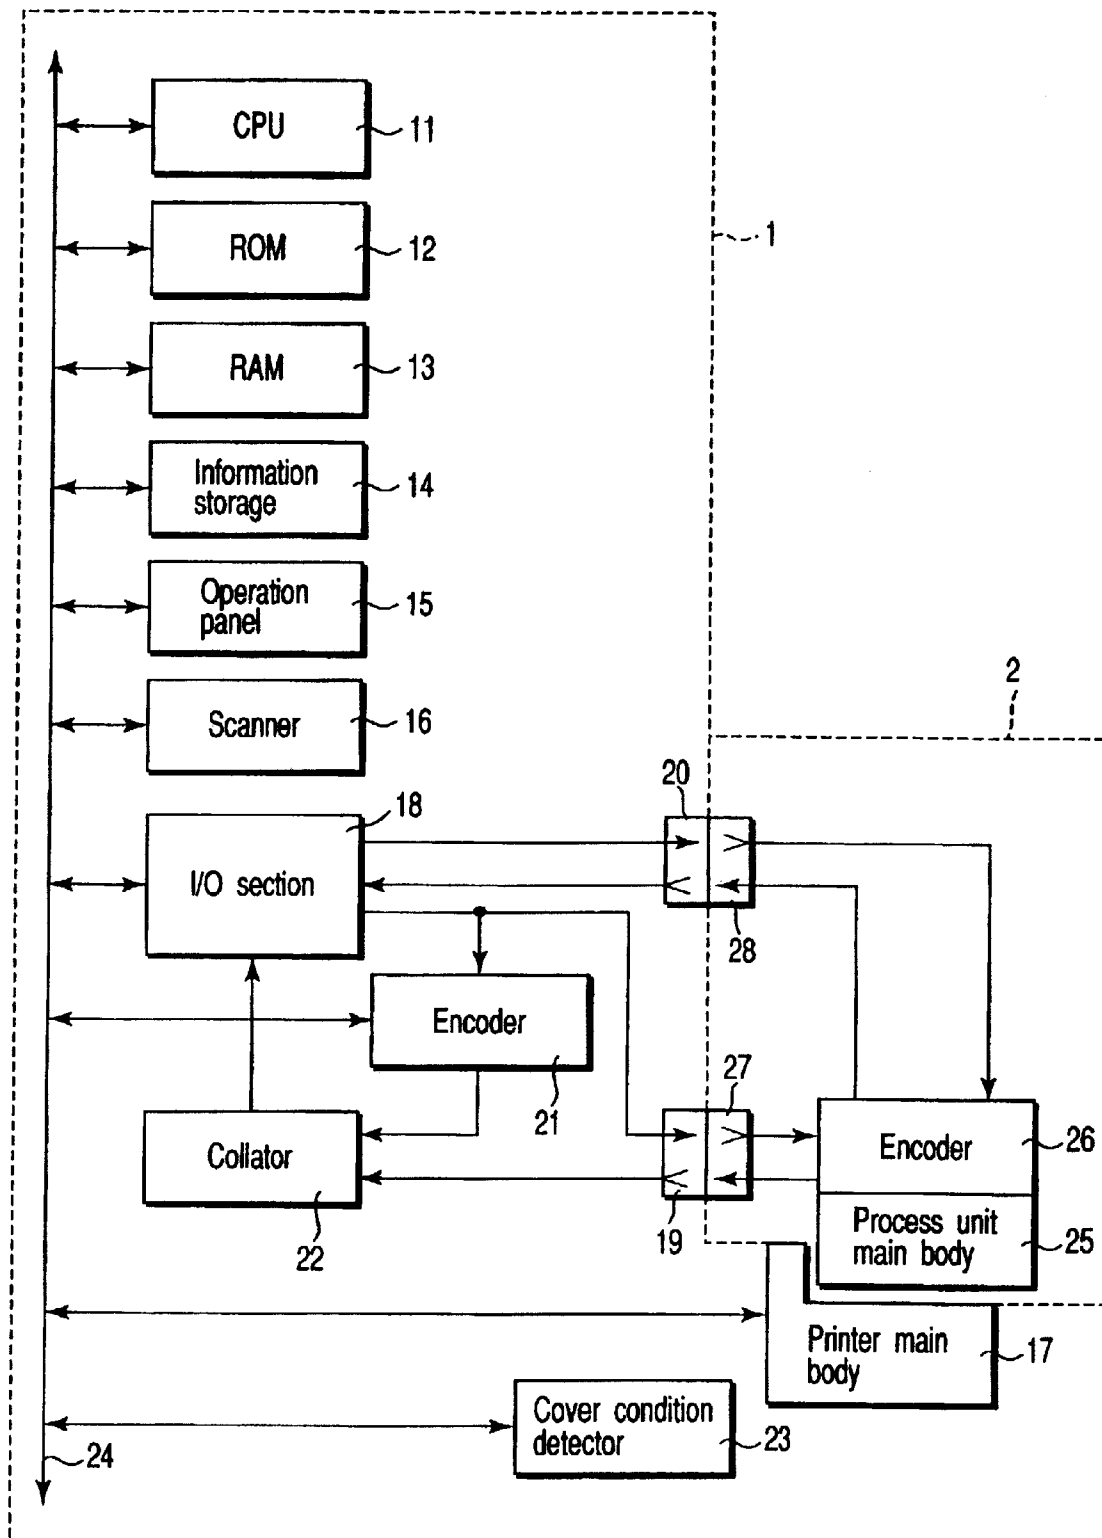 CPU
11
1
ROM
12
RAM
13
Information
storage
14
Operation
panel
15
Scanner
16
2
20
18
I/O section
28
Encoder
21
27
Collator
22
19
Encoder
26
Process unit
main body
25
Printer main
body
17
Cover condition
detector
23
24